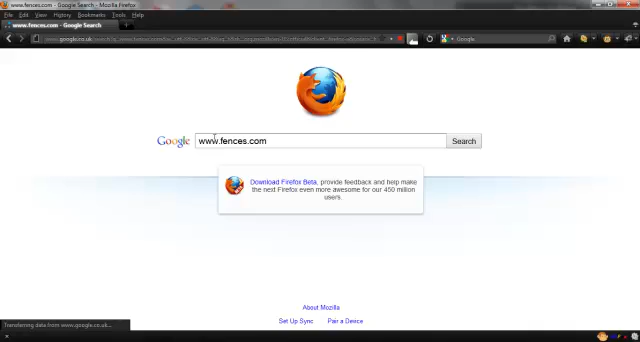 www.fences.com - Google Search - Mozilla Firefox
File Edit View History Bookmarks Tools Help
www.fences.com - Google Search
www.google.co.uk
Google
Google
www.fences.com
Search
Download Firefox Beta, provide feedback and help make
the next Firefox even more awesome for our 450 million
users.
About Mozilla
Set Up Sync Pair a Device
Transferring data from www.google.co.uk...